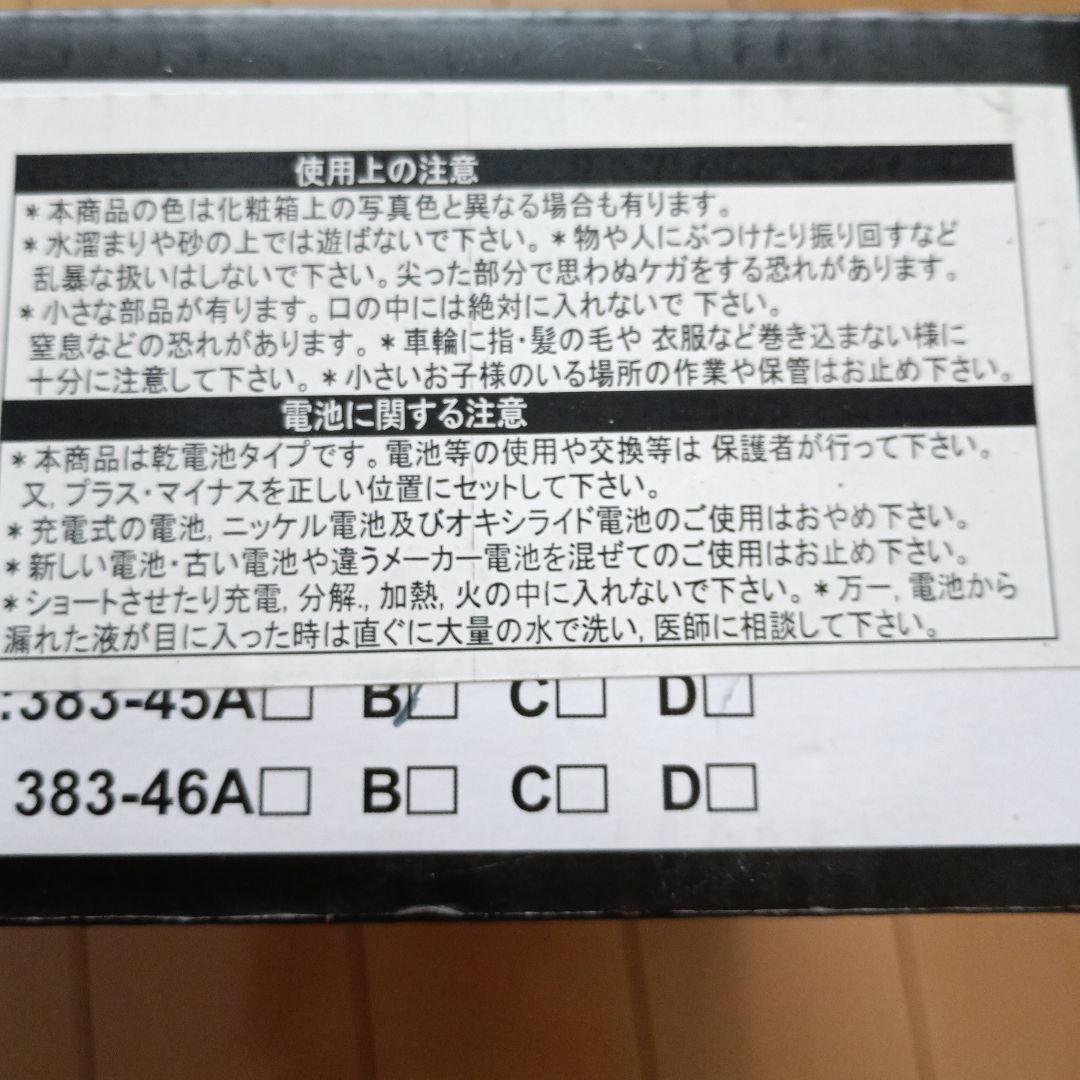 使用上の注意
*本商品の色は化粧箱上の写真色と異なる場合も有ります。
*水溜まりや砂の上では遊ばないで下さい。*物や人にぶつけたり振り回すなど
乱暴な扱いはしないで下さい。尖った部分で思わぬケガをする恐れがあります。
*小さな部品が有ります。口の中には絶対に入れないで 下さい。
窒息などの恐れがあります。*車輪に指・髪の毛や 衣服など巻き込まない様に
十分に注意して下さい。*小さいお子様のいる場所の作業や保管はお止め下さい。
電池に関する注意
*本商品は乾電池タイプです。電池等の使用や交換等は 保護者が行って下さい。
又,プラス・マイナスを正しい位置にセットして下さい。
*充電式の電池,ニッケル電池及びオキシライド電池のご使用はおやめ下さい。
*新しい電池・古い電池や違うメーカー電池を混ぜてのご使用はお止め下さい。
*ショートさせたり充電,分解.,加熱,火の中に入れないで下さい。*万一,電池から
漏れた液が目に入った時は直ぐに大量の水で洗い,医師に相談して下さい。
:383-45A□ B□ C□ D□
383-46A□ B□ C□ D□